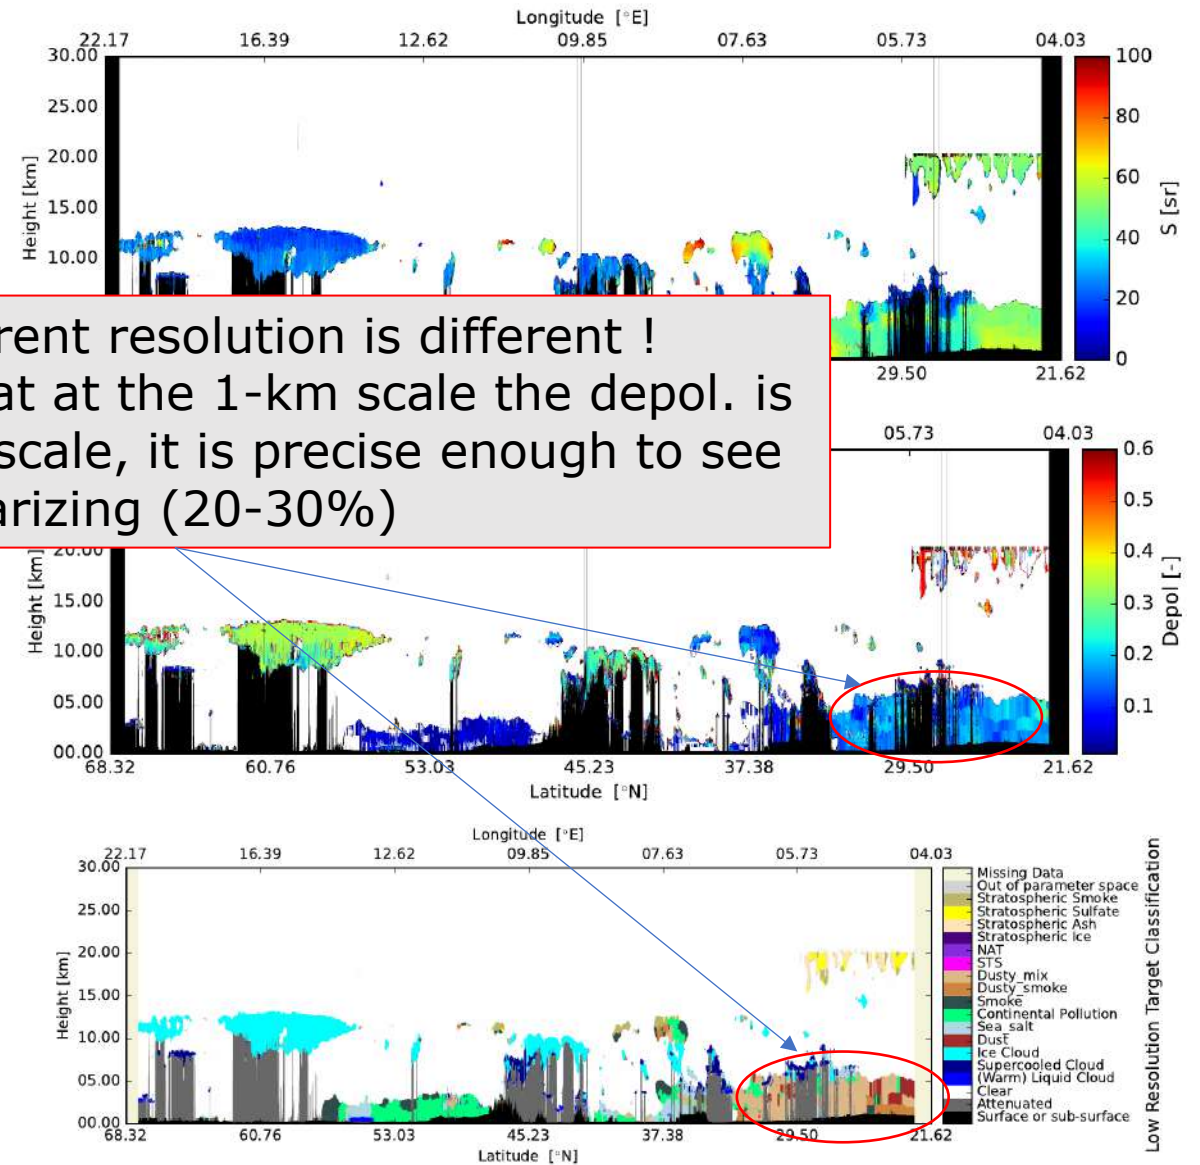 Longitude [°E]
22.17 16.39 12.62 09.85 07.63 05.73 04.03
30.00
25.00
20.00
15.00
10.00
Height [km]
100
80
60
40
20
0
S [sr]
29.50 21.62
rent resolution is different !
at at the 1-km scale the depol. is
scale, it is precise enough to see
arizing (20-30%)
05.73 04.03
20.00
15.00
10.00
05.00
00.00
Height [km]
0.6
0.5
0.4
0.3
0.2
0.1
Depol [-]
68.32 60.76 53.03 45.23 37.38 29.50 21.62
Latitude [°N]
Longitude [°E]
22.17 16.39 12.62 09.85 07.63 05.73 04.03
30.00
25.00
20.00
15.00
10.00
05.00
00.00
Height [km]
68.32 60.76 53.03 45.23 37.38 29.50 21.62
Latitude [°N]
Missing Data
Out of parameter space
Stratospheric Smoke
Stratospheric Sulfate
Stratospheric Ash
Stratospheric Ice
NAT
STS
Dusty_mix
Dusty_smoke
Smoke
Continental Pollution
Sea_salt
Dust
Ice Cloud
Supercooled Cloud
(Warm) Liquid Cloud
Clear
Attenuated
Surface or sub-surface
Low Resolution Target Classification